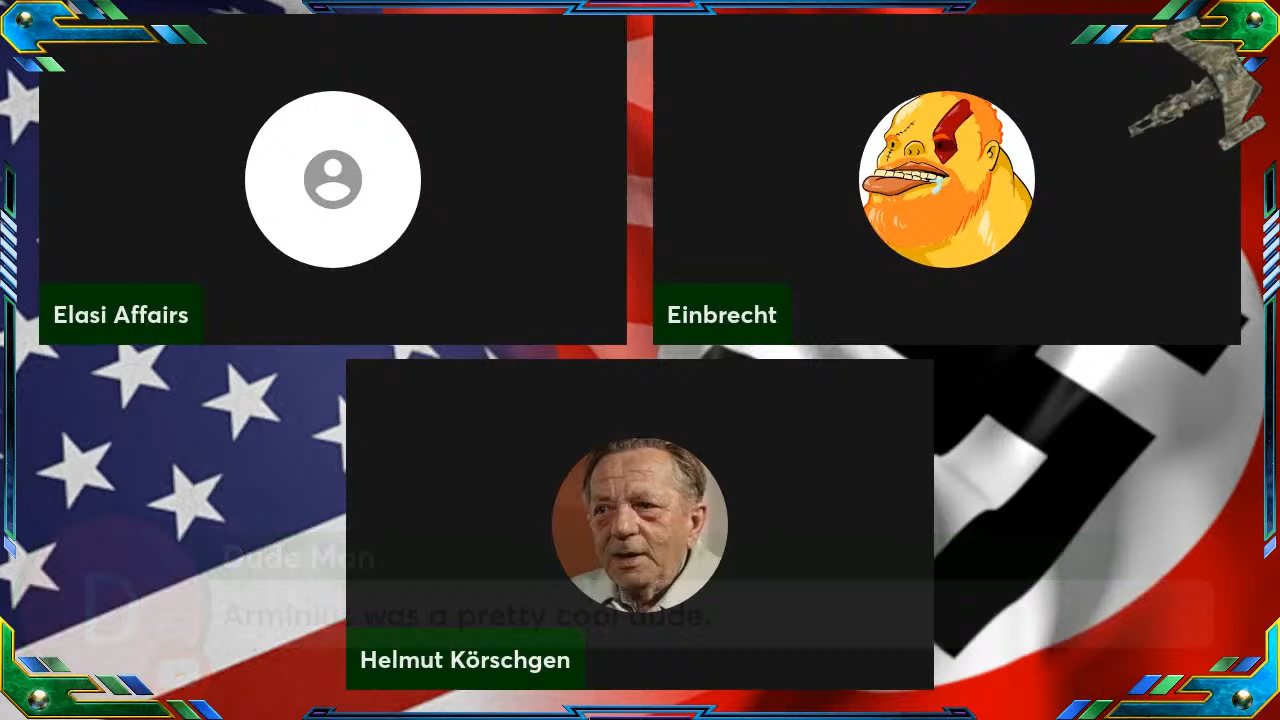 Elasi Affairs
Einbrecht
Dude Man
D
Arminius was a pretty cool dude.
Helmut Körschgen